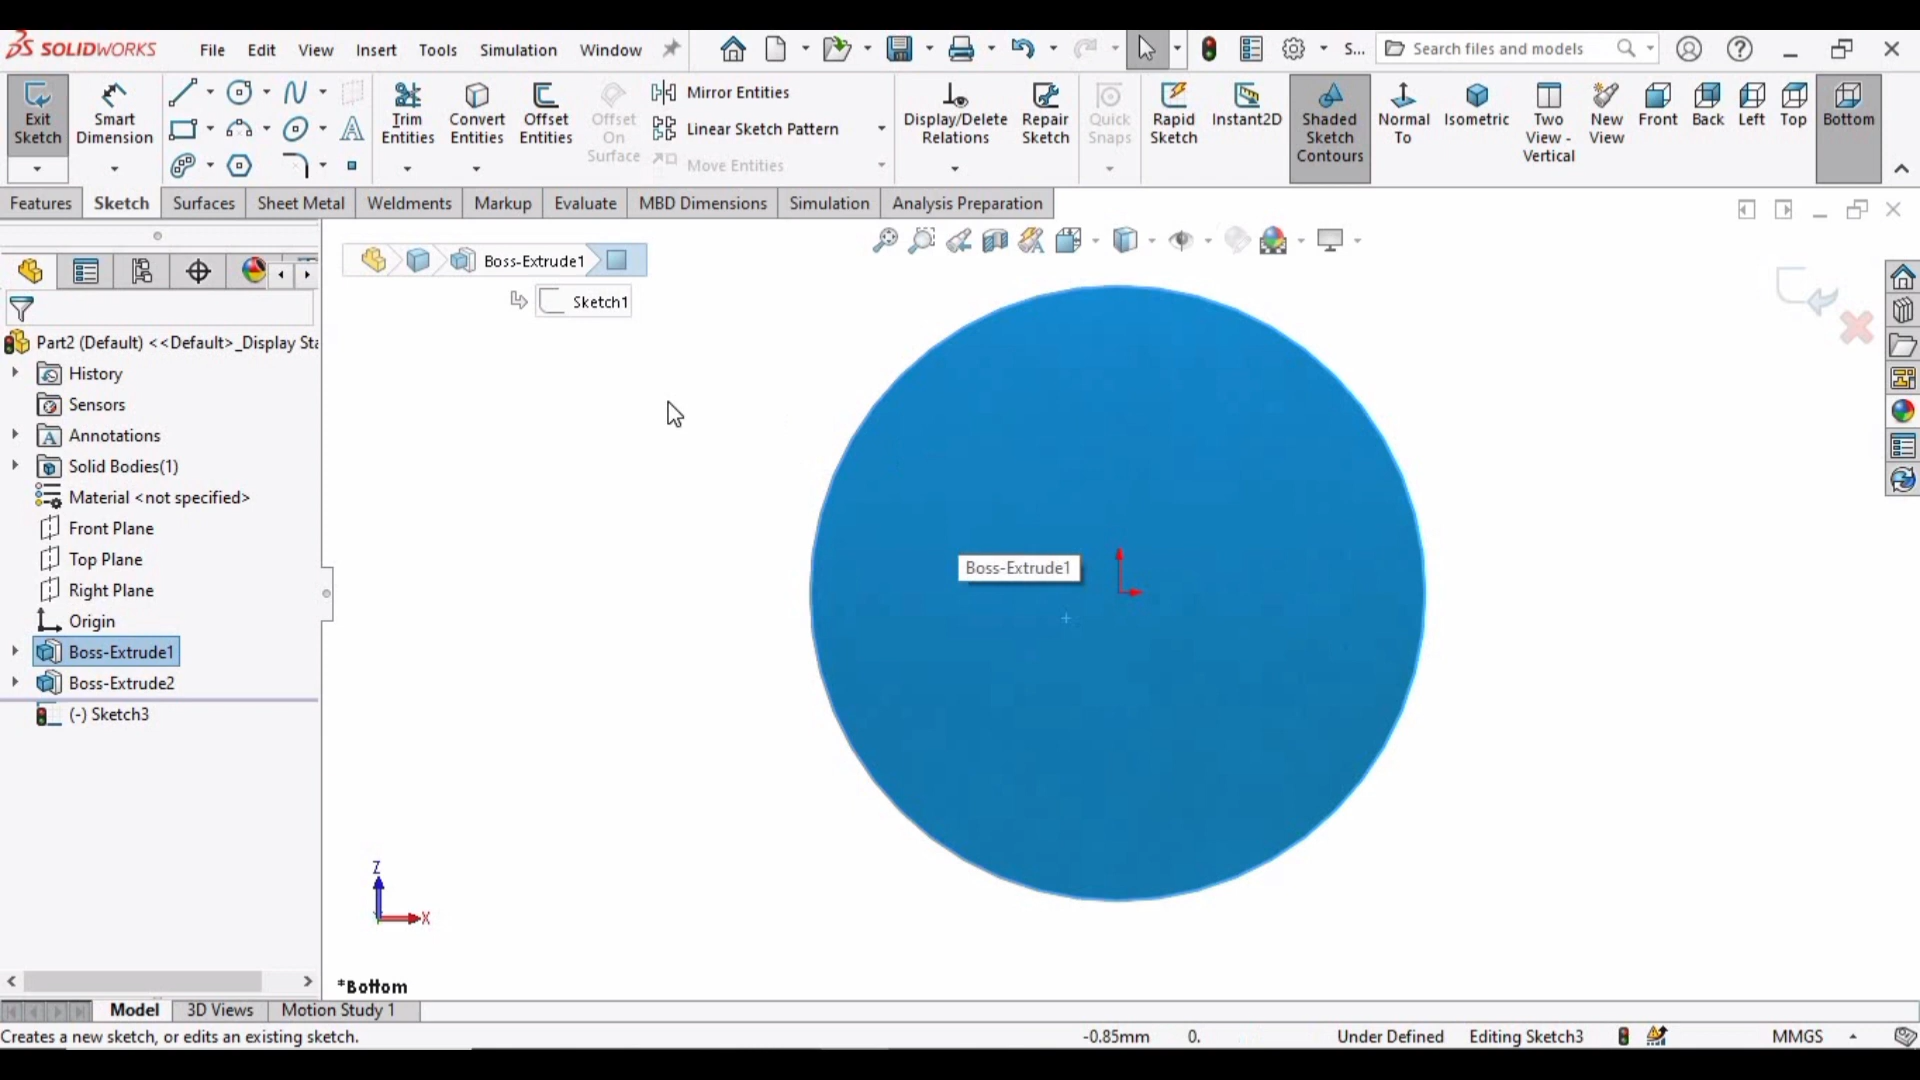 SOLIDWORKS File Edit View Insert Tools Simulation Window S... Search files and models
Exit Sketch
Smart Dimension
Trim Entities
Convert Entities
Offset Entities
Offset On Surface
Mirror Entities
Linear Sketch Pattern
Move Entities
Display/Delete Relations
Repair Sketch
Quick Snaps
Rapid Sketch
Instant2D
Shaded Sketch Contours
Normal To
Isometric
Two View - Vertical
New View
Front
Back
Left
Top
Bottom
Features Sketch Surfaces Sheet Metal Weldments Markup Evaluate MBD Dimensions Simulation Analysis Preparation
Boss-Extrude1
Sketch1
Part2 (Default) <<Default>_Display Sta
History
Sensors
Annotations
Solid Bodies(1)
Material <not specified>
Front Plane
Top Plane
Right Plane
Origin
Boss-Extrude1
Boss-Extrude2
(-) Sketch3
Boss-Extrude1
Z
X
*Bottom
Model 3D Views Motion Study 1
Creates a new sketch, or edits an existing sketch. -0.85mm 0. Under Defined Editing Sketch3 MMGS